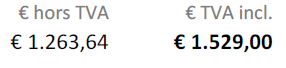 € hors TVA € TVA incl.
€ 1.263,64 € 1.529,00